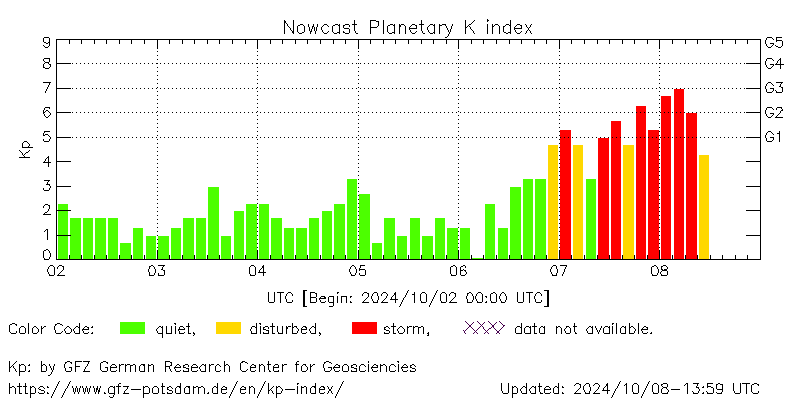 Nowcast Planetary K index
9 G5
8 G4
7 G3
6 G2
5 G1
4
3
2
1
0
Kp
02 03 04 05 06 07 08
UTC [Begin: 2024/10/02 00:00 UTC]
Color Code: quiet, disturbed, storm, data not available.
Kp: by GFZ German Research Center for Geosciencies
https://www.gfz-potsdam.de/en/kp-index/ Updated: 2024/10/08-13:59 UTC